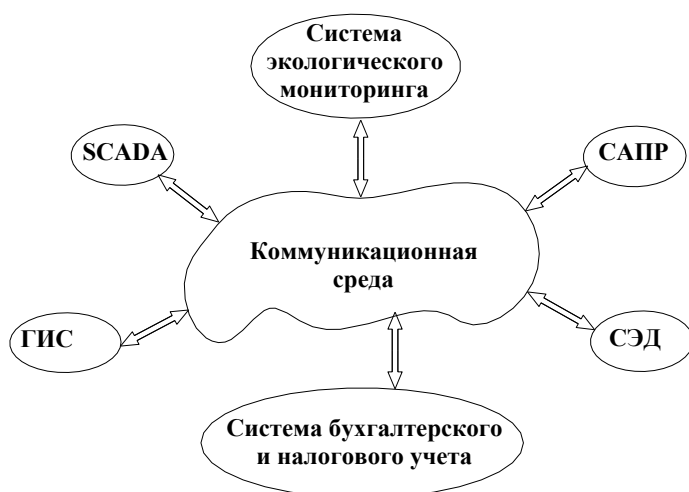 Система
экологического
мониторинга
SCADA
САПР
Коммуникационная
среда
ГИС
СЭД
Система бухгалтерского
и налогового учета